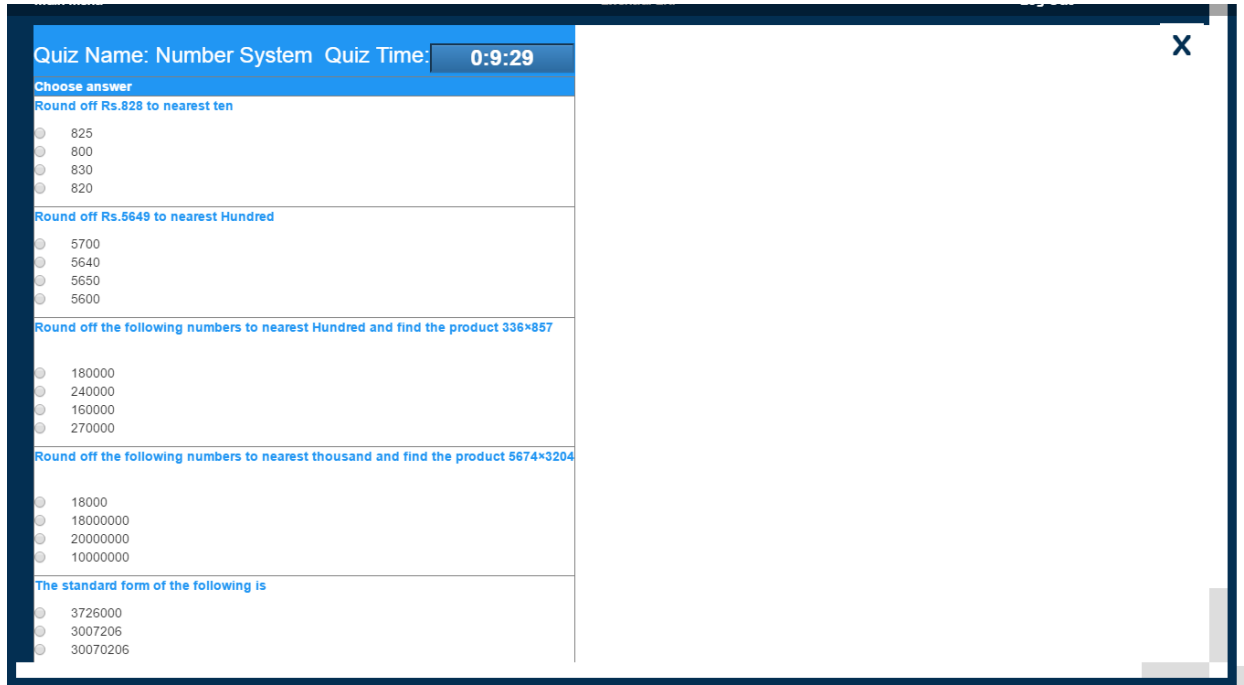 Quiz Name: Number System Quiz Time: 0:9:29
Choose answer
Round off Rs.828 to nearest ten
825
800
830
820
Round off Rs.5649 to nearest Hundred
5700
5640
5650
5600
Round off the following numbers to nearest Hundred and find the product 336×857
180000
240000
160000
270000
Round off the following numbers to nearest thousand and find the product 5674×3204
18000
18000000
20000000
10000000
The standard form of the following is
3726000
3007206
30070206